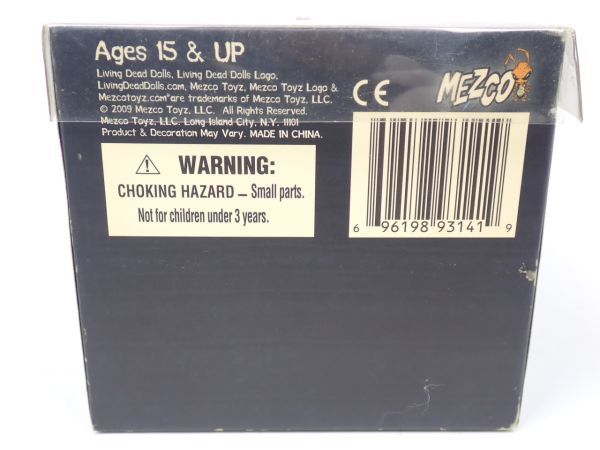 Ages 15 & UP
Living Dead Dolls, Living Dead Dolls Logo,
LivingDeadDolls.com, Mezco Toyz, Mezco Toyz Logo &
Mezcotoyz.com" are trademarks of Mezco Toyz, LLC.
© 2009 Mezco Toyz, LLC. All Rights Reserved.
Mezco Toyz, LLC. Long Island City, N.Y. 11101
Product & Decoration May Vary. MADE IN CHINA.
CE
MEZCO
⚠ WARNING:
CHOKING HAZARD – Small parts.
Not for children under 3 years.
6 96198 93141 9